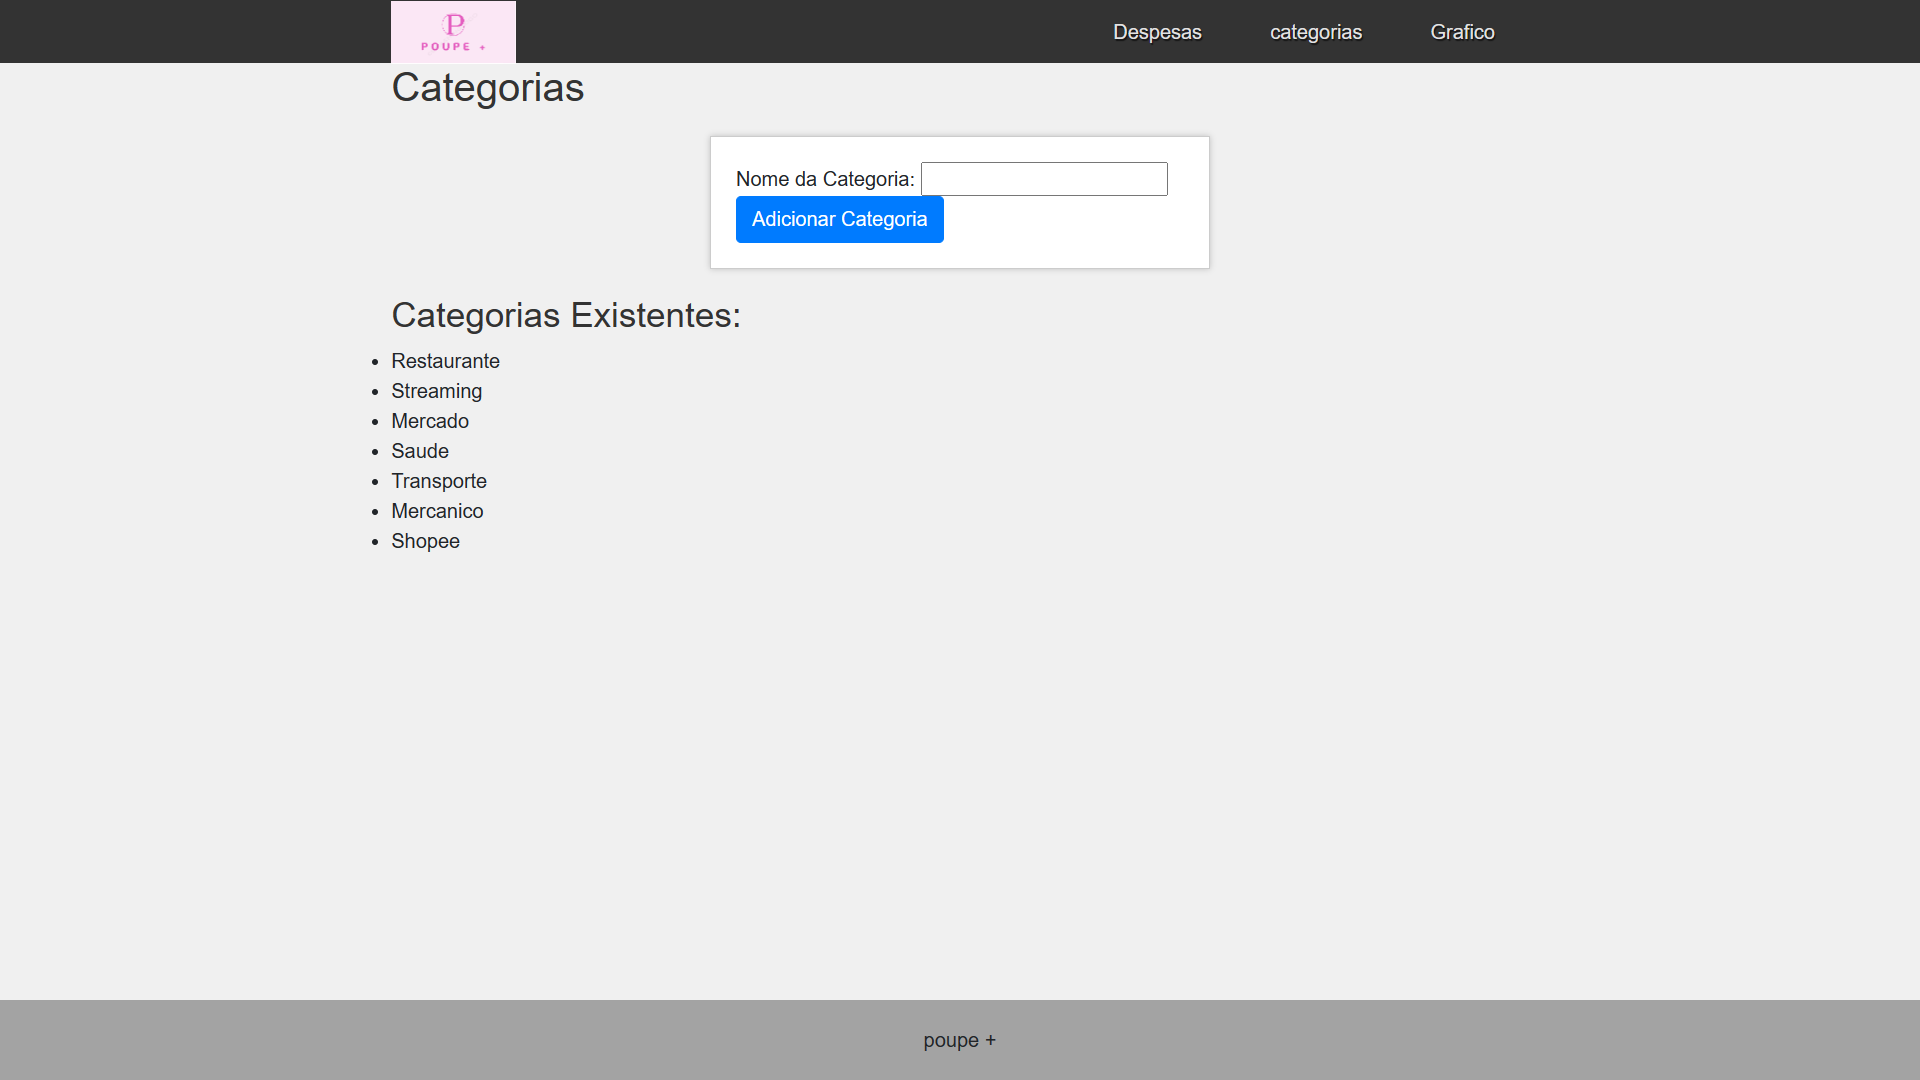 P
POUPE +
Despesas
categorias
Grafico
Categorias
Nome da Categoria:
Adicionar Categoria
Categorias Existentes:
Restaurante
Streaming
Mercado
Saude
Transporte
Mercanico
Shopee
poupe +